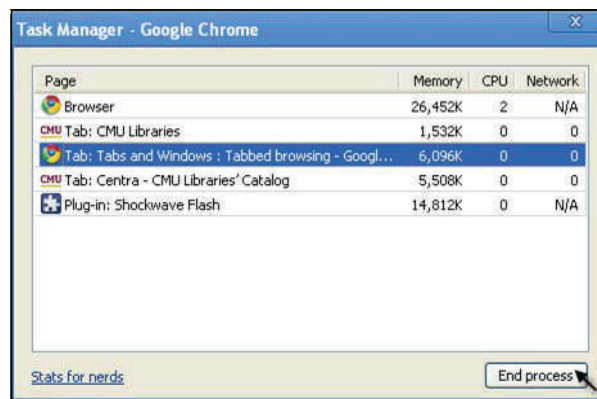 Task Manager - Google Chrome
Page Memory CPU Network
Browser 26,452K 2 N/A
CMU Tab: CMU Libraries 1,532K 0 0
Tab: Tabs and Windows : Tabbed browsing - Googl... 6,096K 0 0
CMU Tab: Centra - CMU Libraries' Catalog 5,508K 0 0
Plug-in: Shockwave Flash 14,812K 0 N/A
Stats for nerds End process